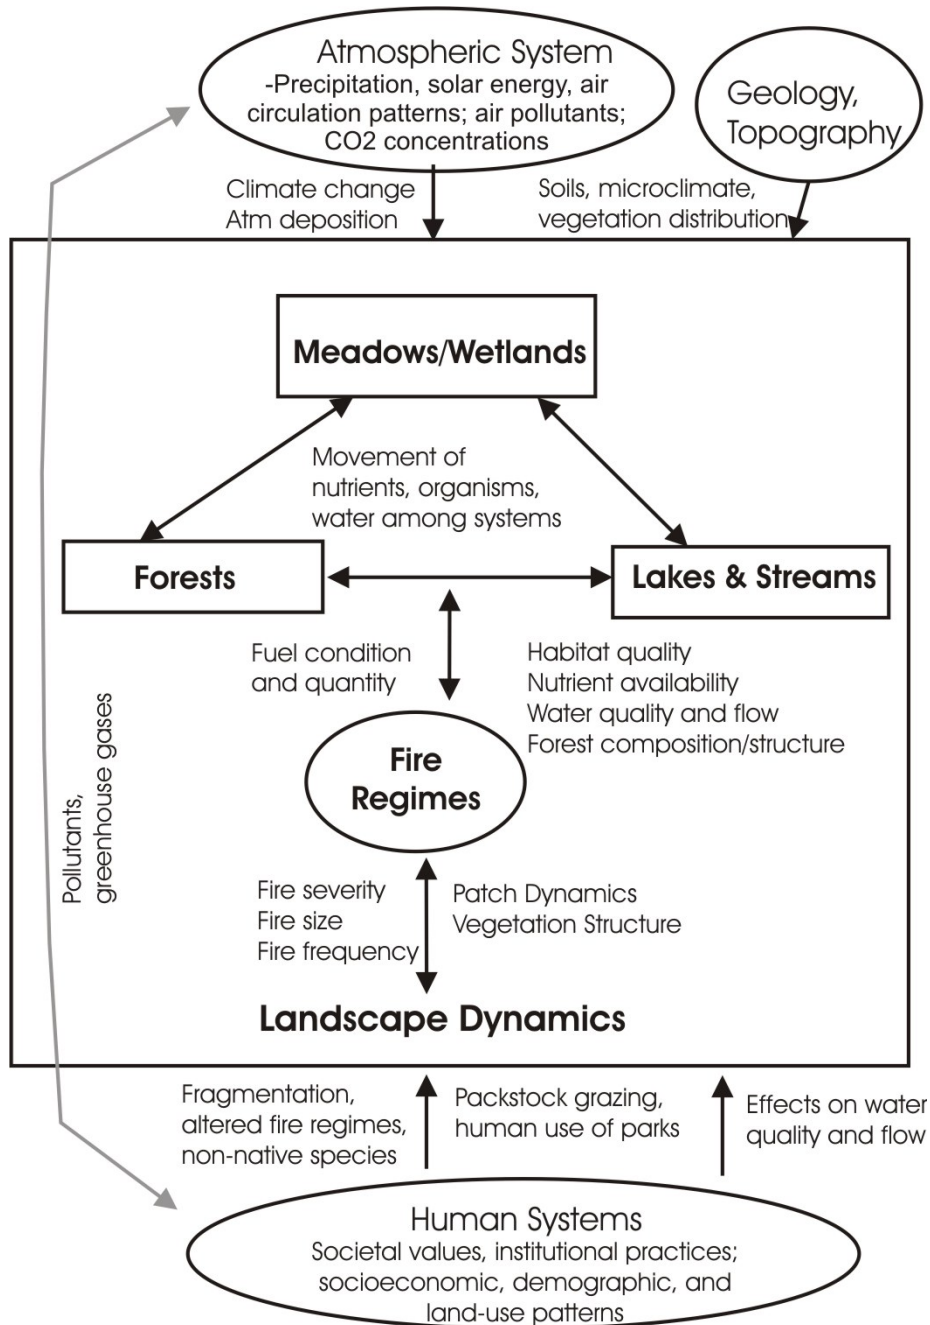 Atmospheric System
-Precipitation, solar energy, air
circulation patterns; air pollutants;
CO2 concentrations
Geology,
Topography
Climate change
Atm deposition
Soils, microclimate,
vegetation distribution
Meadows/Wetlands
Movement of
nutrients, organisms,
water among systems
Forests
Lakes & Streams
Fuel condition
and quantity
Habitat quality
Nutrient availability
Water quality and flow
Forest composition/structure
Fire
Regimes
Pollutants,
greenhouse gases
Fire severity
Fire size
Fire frequency
Patch Dynamics
Vegetation Structure
Landscape Dynamics
Fragmentation,
altered fire regimes,
non-native species
Packstock grazing,
human use of parks
Effects on water
quality and flow
Human Systems
Societal values, institutional practices;
socioeconomic, demographic, and
land-use patterns